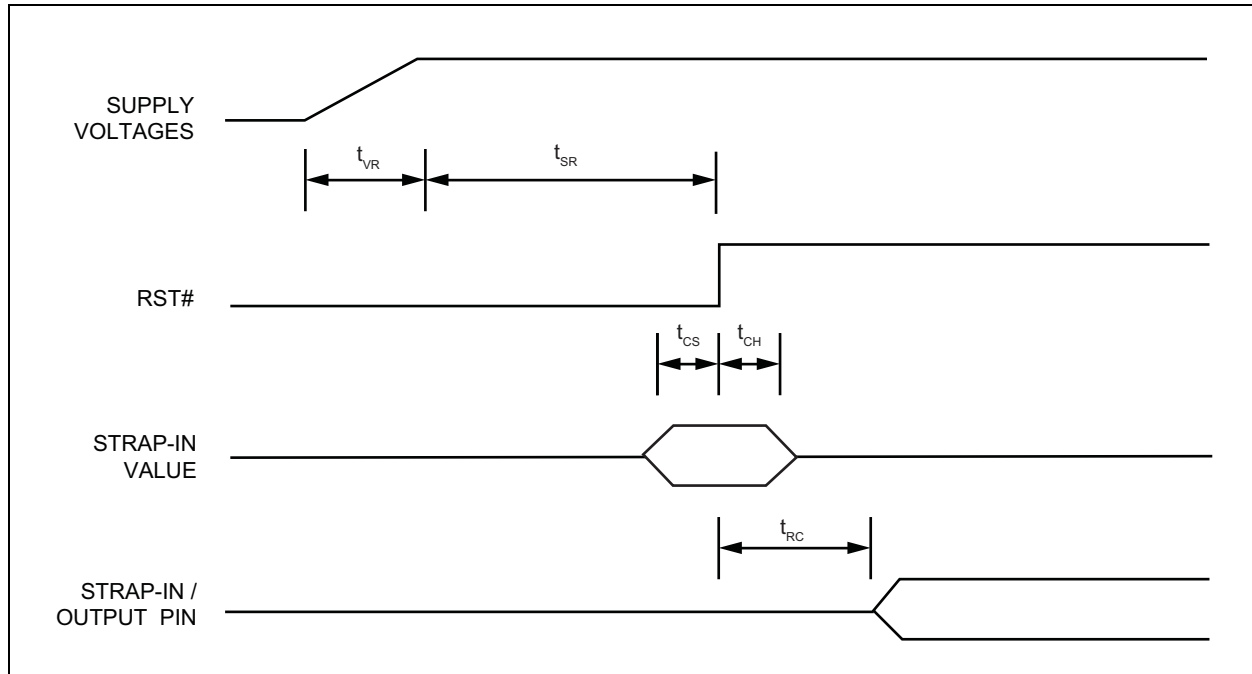 SUPPLY
VOLTAGES
tVR
tSR
RST#
tCS
tCH
STRAP-IN
VALUE
tRC
STRAP-IN /
OUTPUT PIN